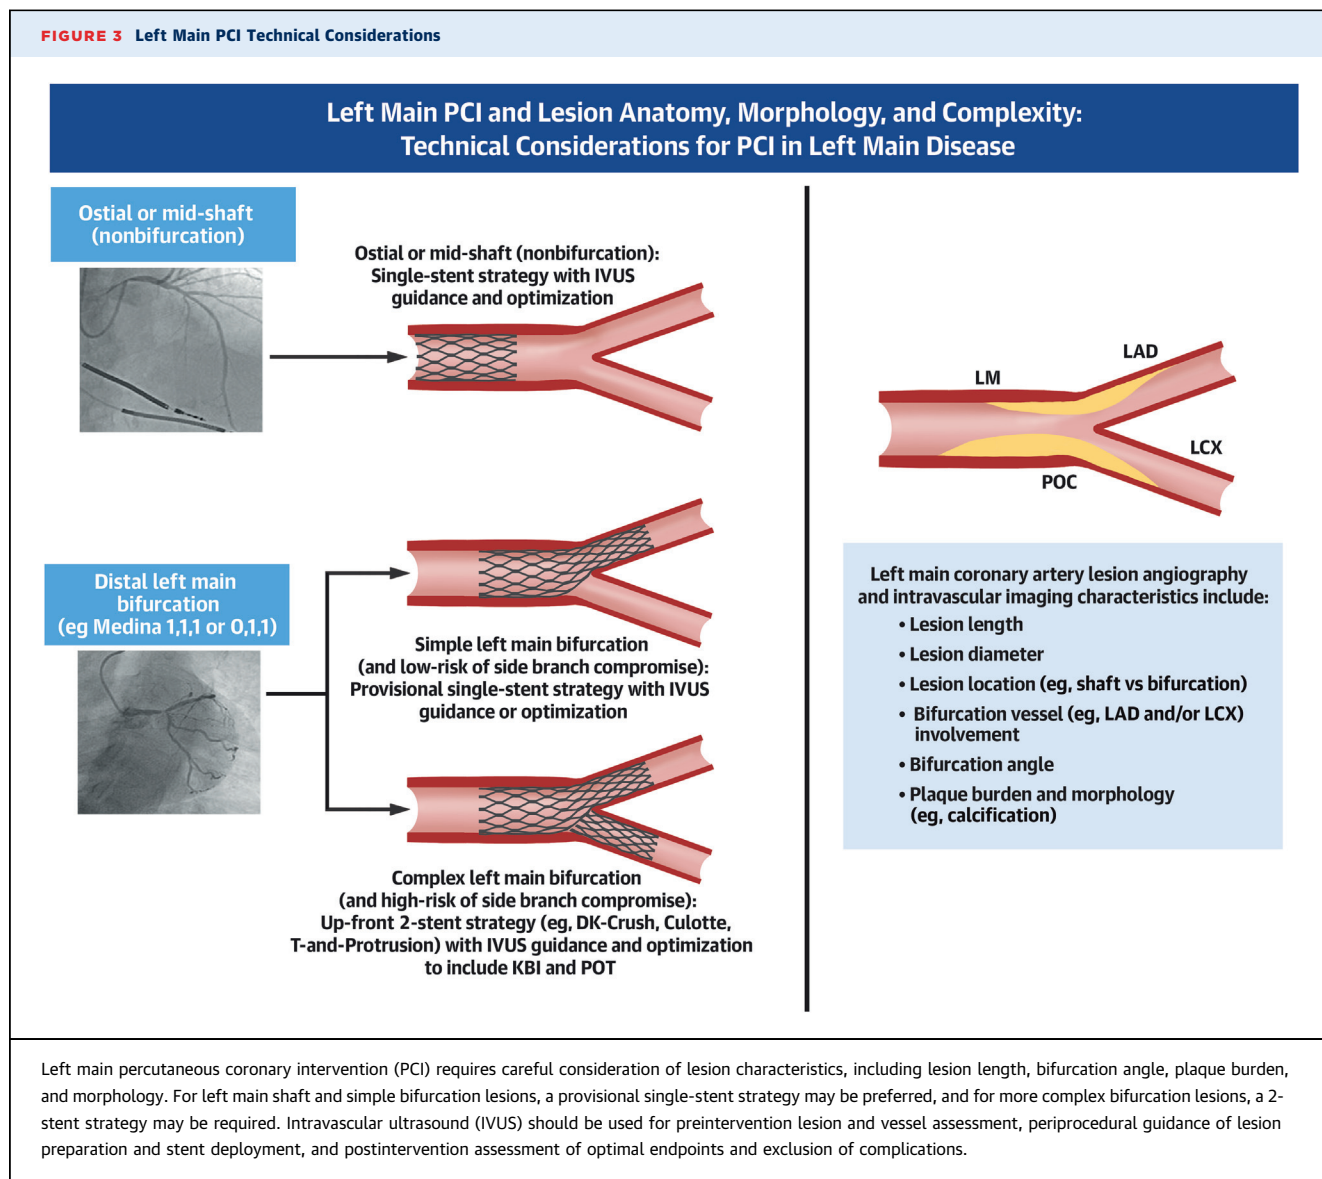 FIGURE 3 Left Main PCI Technical Considerations
Left Main PCI and Lesion Anatomy, Morphology, and Complexity:
Technical Considerations for PCI in Left Main Disease
Ostial or mid-shaft
(nonbifurcation)
Ostial or mid-shaft (nonbifurcation):
Single-stent strategy with IVUS
guidance and optimization
Distal left main
bifurcation
(eg Medina 1,1,1 or 0,1,1)
Simple left main bifurcation
(and low-risk of side branch compromise):
Provisional single-stent strategy with IVUS
guidance or optimization
Complex left main bifurcation
(and high-risk of side branch compromise):
Up-front 2-stent strategy (eg, DK-Crush, Culotte,
T-and-Protrusion) with IVUS guidance and optimization
to include KBI and POT
LAD
LM
LCX
POC
Left main coronary artery lesion angiography
and intravascular imaging characteristics include:
• Lesion length
• Lesion diameter
• Lesion location (eg, shaft vs bifurcation)
• Bifurcation vessel (eg, LAD and/or LCX)
involvement
• Bifurcation angle
• Plaque burden and morphology
(eg, calcification)
Left main percutaneous coronary intervention (PCI) requires careful consideration of lesion characteristics, including lesion length, bifurcation angle, plaque burden,
and morphology. For left main shaft and simple bifurcation lesions, a provisional single-stent strategy may be preferred, and for more complex bifurcation lesions, a 2-
stent strategy may be required. Intravascular ultrasound (IVUS) should be used for preintervention lesion and vessel assessment, periprocedural guidance of lesion
preparation and stent deployment, and postintervention assessment of optimal endpoints and exclusion of complications.